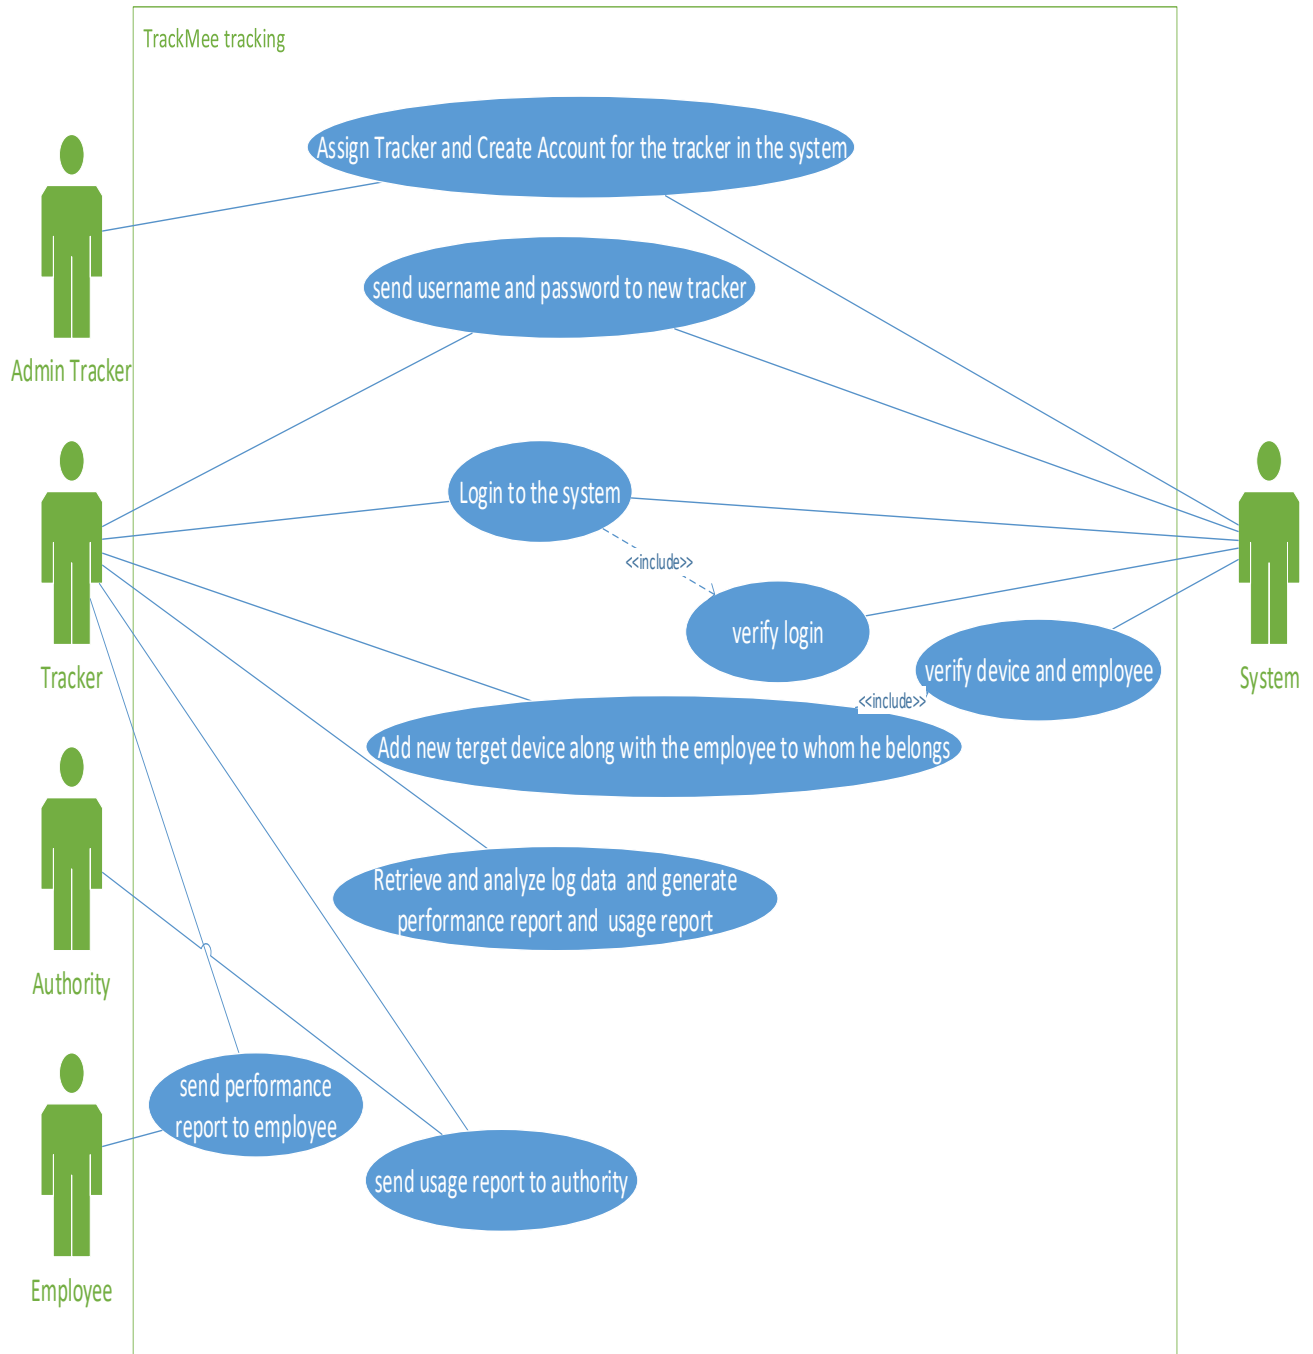 TrackMee tracking
Assign Tracker and Create Account for the tracker in the system
send username and password to new tracker
Admin Tracker
Login to the system
<<include>>
verify login
verify device and employee
Tracker
System
<<include>>
Add new terget device along with the employee to whom he belongs
Retrieve and analyze log data and generate
performance report and usage report
Authority
send performance
report to employee
send usage report to authority
Employee